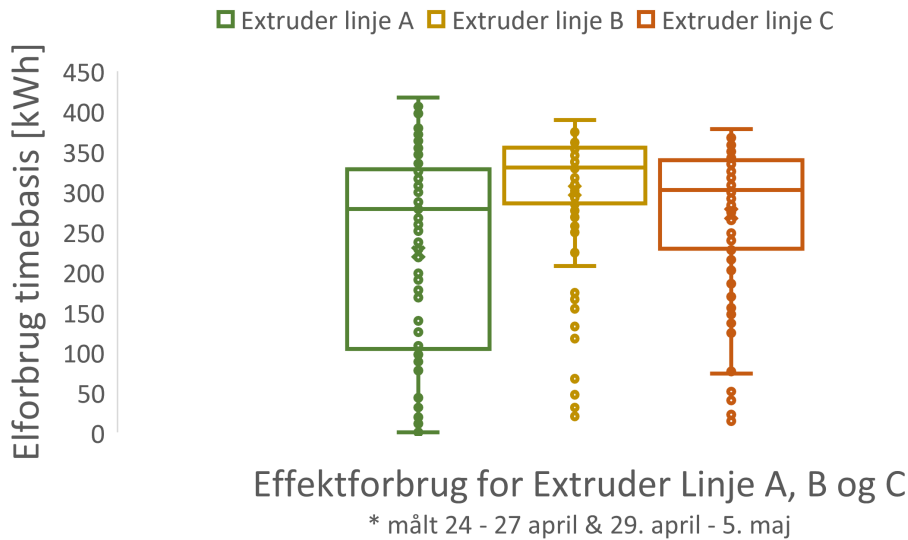 Extruder linje A Extruder linje B Extruder linje C
Elforbrug timebasis [kWh]
450
400
350
300
250
200
150
100
50
0
Effektforbrug for Extruder Linje A, B og C
* målt 24 - 27 april & 29. april - 5. maj